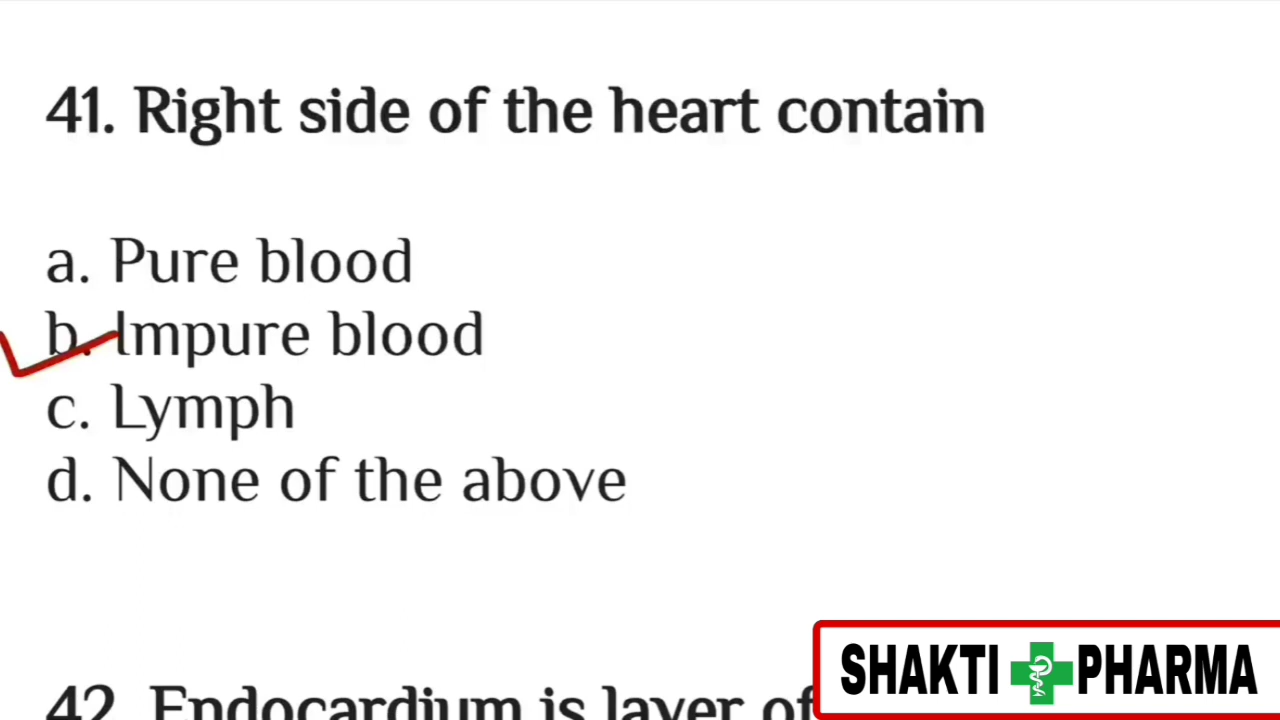 41. Right side of the heart contain
a. Pure blood
b. Impure blood
c. Lymph
d. None of the above
42. Endocardium is layer of
SHAKTI PHARMA